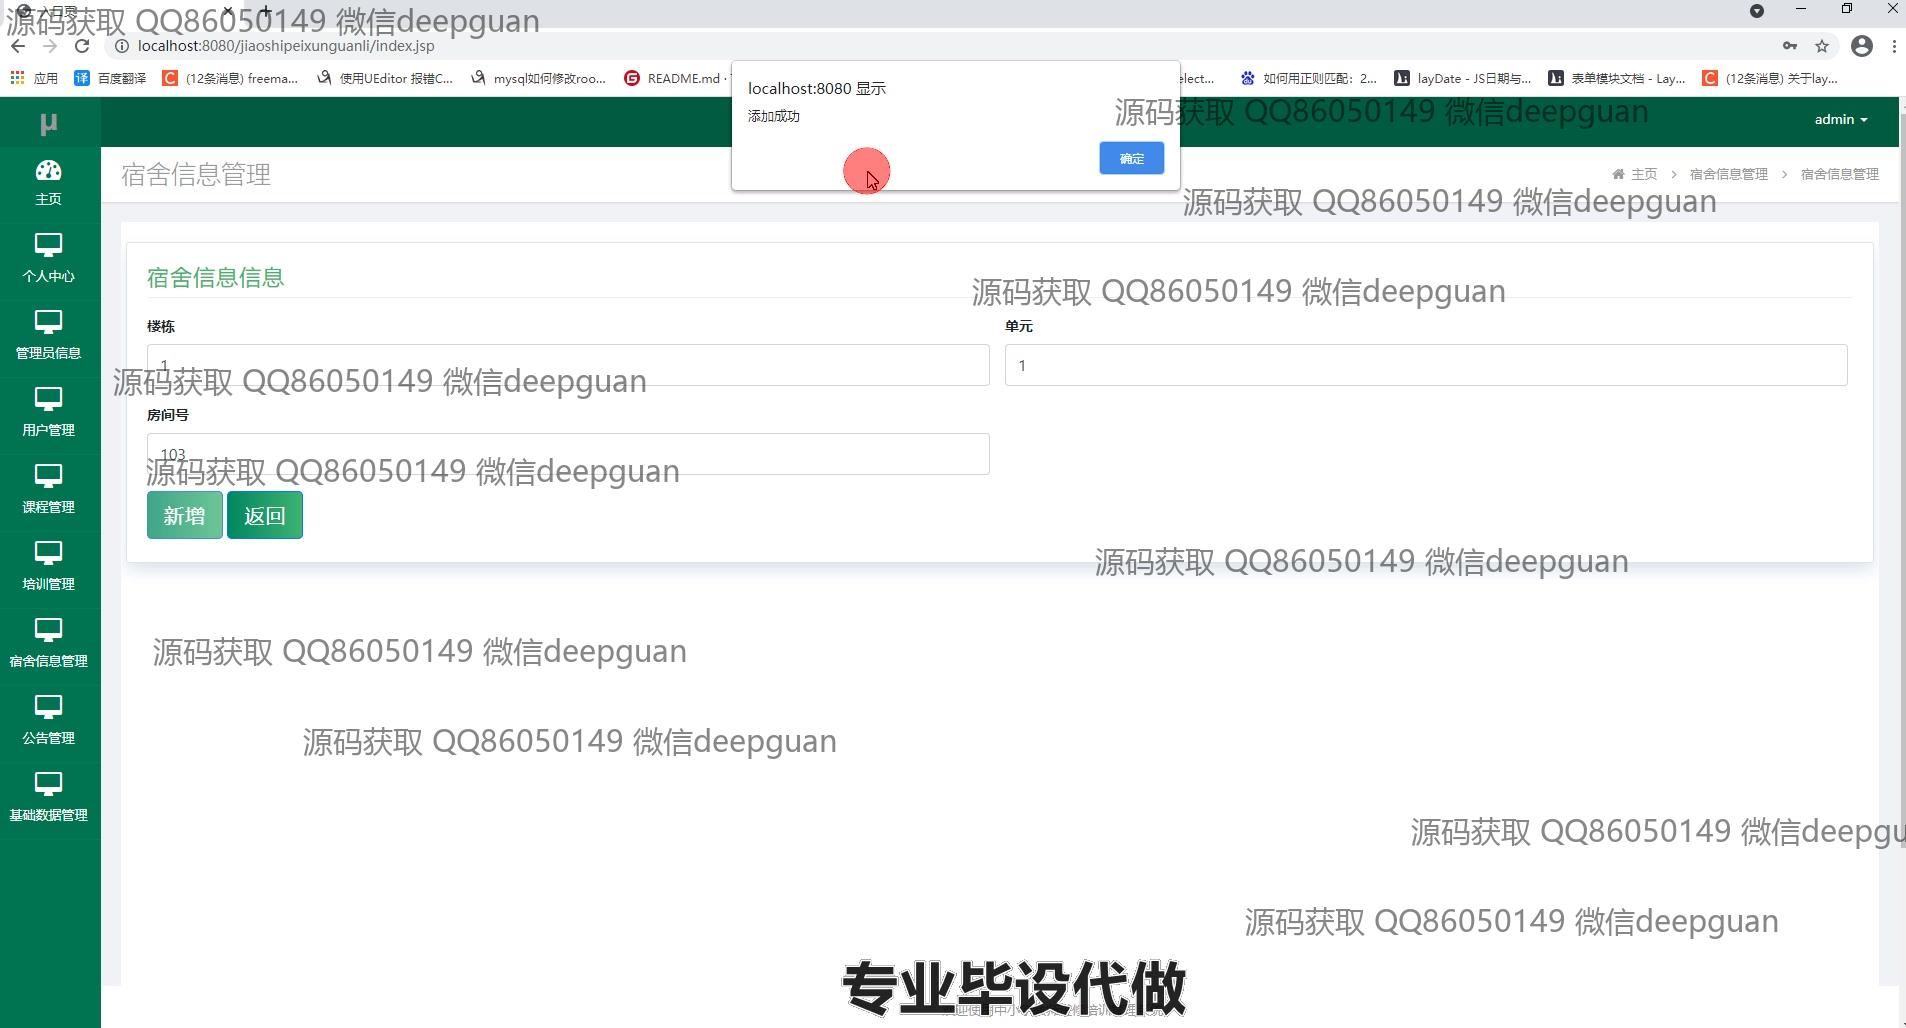 源码获取 QQ86050149 微信deepguan
localhost:8080/jiaoshipeixunguanli/index.jsp
应用
百度翻译
(12条消息) freema...
使用UEditor 报错C...
mysql如何修改roo...
README.md
elect...
如何用正则匹配：2...
layDate - JS日期与...
表单模块文档 - Lay...
(12条消息) 关于lay...
localhost:8080 显示
添加成功
确定
源码获取 QQ86050149 微信deepguan
admin
μ
主页
宿舍信息管理
主页 > 宿舍信息管理 > 宿舍信息管理
源码获取 QQ86050149 微信deepguan
个人中心
宿舍信息信息
源码获取 QQ86050149 微信deepguan
楼栋
单元
管理员信息
1
1
源码获取 QQ86050149 微信deepguan
房间号
用户管理
103
源码获取 QQ86050149 微信deepguan
课程管理
新增
返回
源码获取 QQ86050149 微信deepguan
培训管理
宿舍信息管理
源码获取 QQ86050149 微信deepguan
公告管理
源码获取 QQ86050149 微信deepguan
基础数据管理
源码获取 QQ86050149 微信deepgu
源码获取 QQ86050149 微信deepguan
专业毕设代做